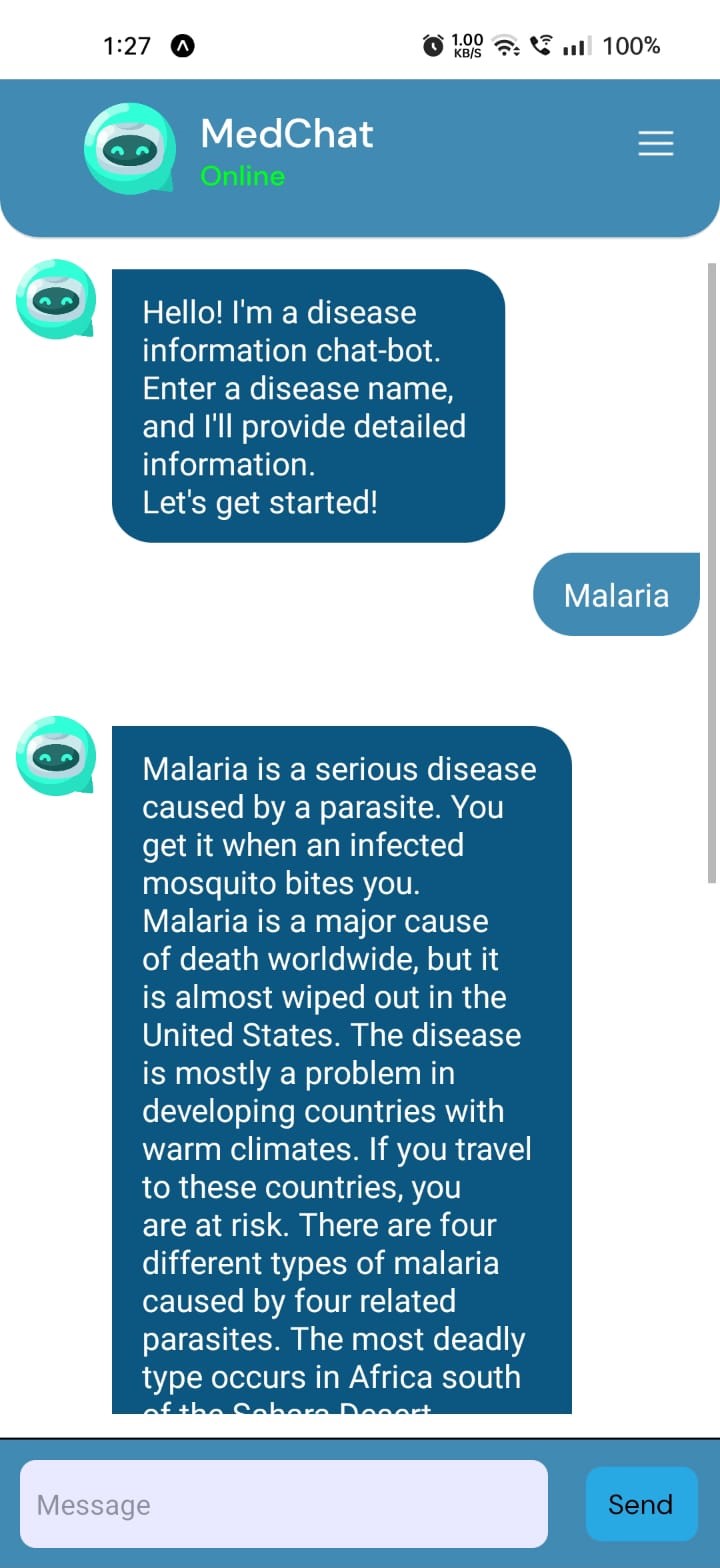 1:27
1.00
KB/S
100%
MedChat
Online
Hello! I'm a disease
information chat-bot.
Enter a disease name,
and I'll provide detailed
information.
Let's get started!
Malaria
Malaria is a serious disease
caused by a parasite. You
get it when an infected
mosquito bites you.
Malaria is a major cause
of death worldwide, but it
is almost wiped out in the
United States. The disease
is mostly a problem in
developing countries with
warm climates. If you travel
to these countries, you
are at risk. There are four
different types of malaria
caused by four related
parasites. The most deadly
type occurs in Africa south
of the Sahara Desert
Message
Send